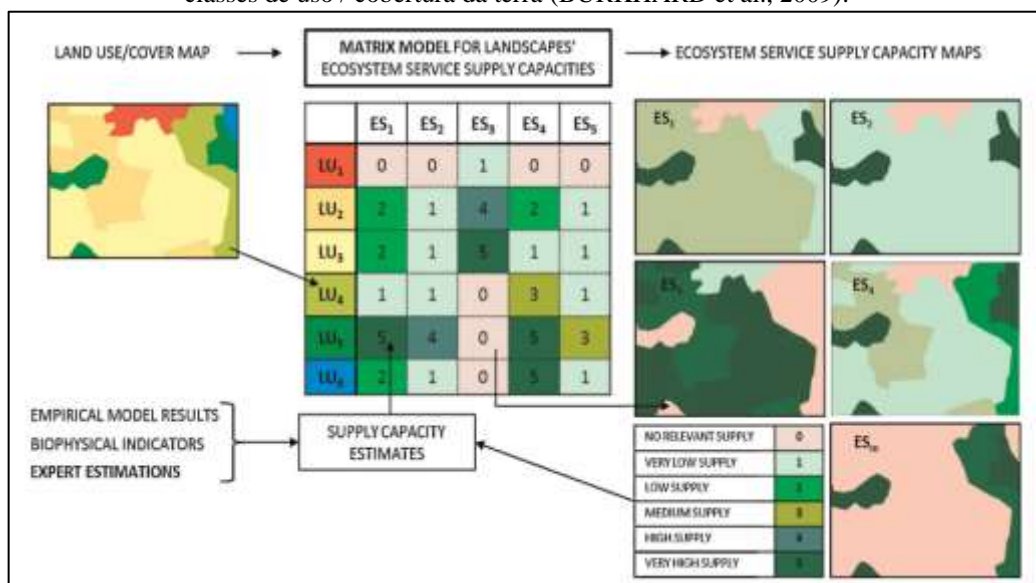 classes de uso / cobertura da terra (BURKHARD et al, 2009).
LAND USE/COVER MAP
MATRIX MODEL FOR LANDSCAPES'
ECOSYSTEM SERVICE SUPPLY CAPACITIES
ECOSYSTEM SERVICE SUPPLY CAPACITY MAPS
ES1 ES2 ES3 ES4 ES5
LU1 0 0 1 0 0
LU2 2 1 4 2 1
LU3 2 1 5 1 1
LU4 1 1 0 3 1
LU5 5 4 0 5 3
2 1 0 5 1
ES2
ES4
EMPIRICAL MODEL RESULTS
BIOPHYSICAL INDICATORS
EXPERT ESTIMATIONS
SUPPLY CAPACITY
ESTIMATES
NO RELEVANT SUPPLY 0
VERY LOW SUPPLY 1
LOW SUPPLY 2
MEDIUM SUPPLY 3
HIGH SUPPLY 4
VERY HIGH SUPPLY